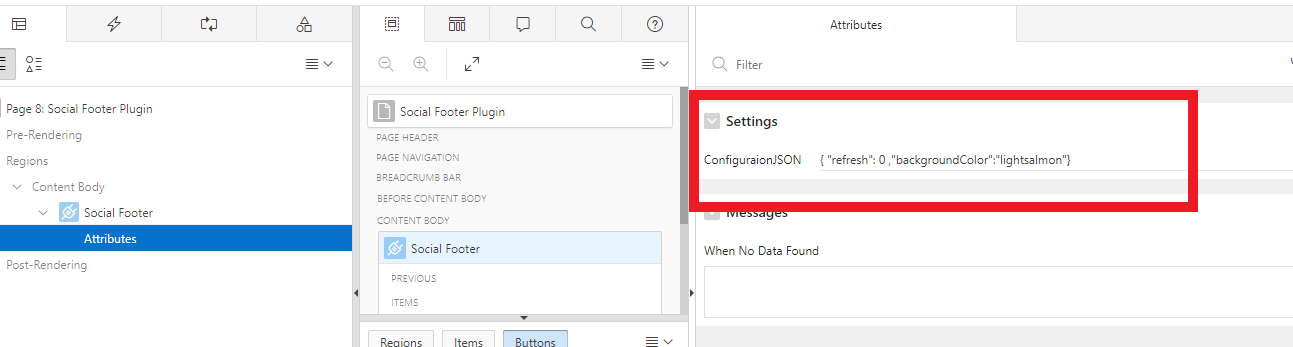 Attributes
Filter
Page 8: Social Footer Plugin
Pre-Rendering
Regions
Content Body
Social Footer
Attributes
Post-Rendering
Social Footer Plugin
PAGE HEADER
PAGE NAVIGATION
BREADCRUMB BAR
BEFORE CONTENT BODY
CONTENT BODY
Social Footer
PREVIOUS
ITEMS
Regions
Items
Buttons
Settings
ConfiguraionJSON
{ "refresh": 0 ,"backgroundColor":"lightsalmon"}
Messages
When No Data Found